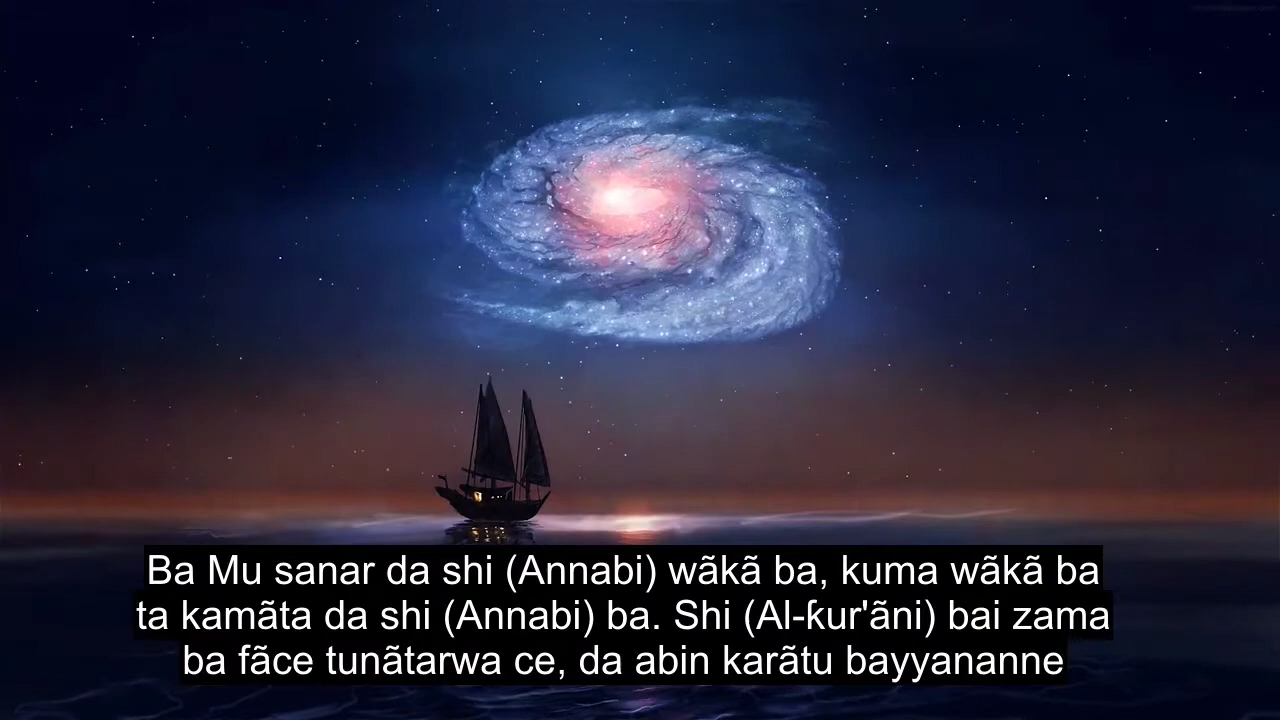 Ba Mu sanar da shi (Annabi) wãkã ba, kuma wãkã ba
ta kamãta da shi (Annabi) ba. Shi (Al-ƙur'ãni) bai zama
ba fãce tunãtarwa ce, da abin karãtu bayyananne